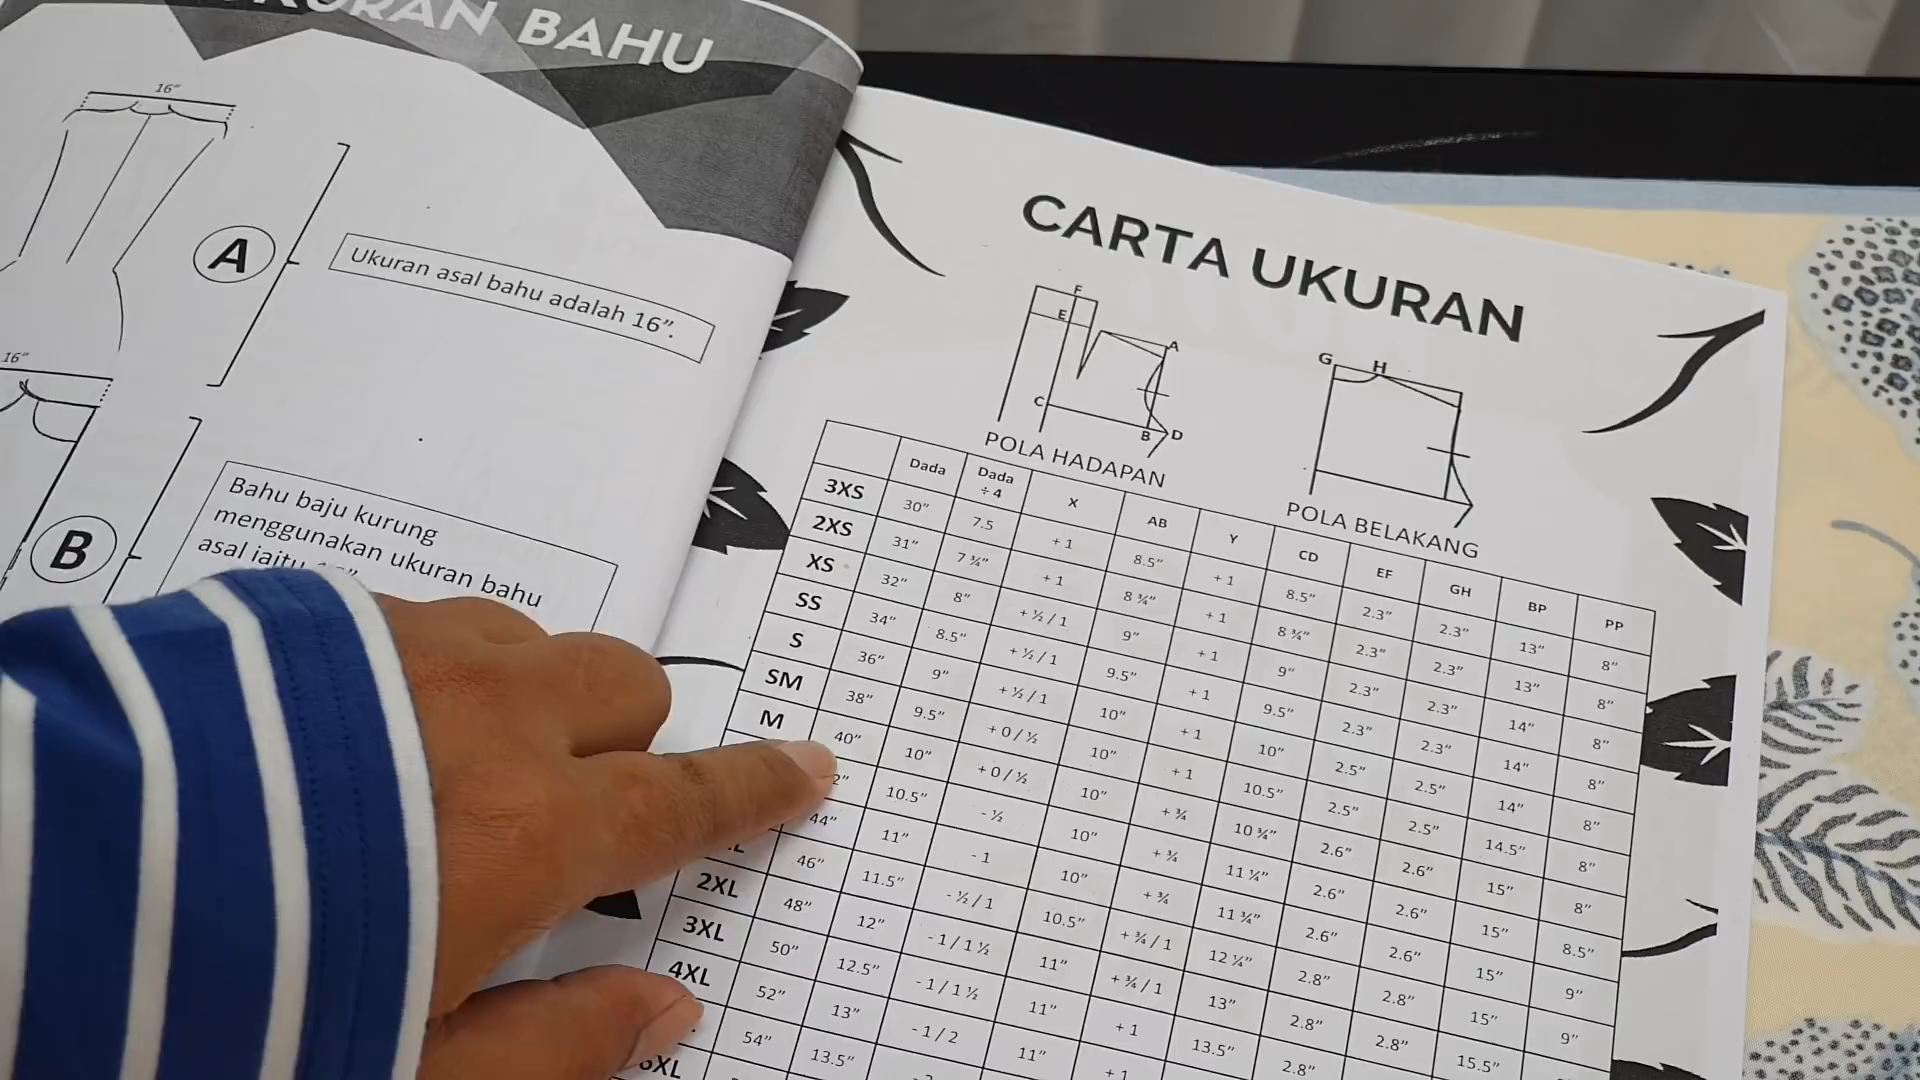 UKURAN BAHU
16"
A
Ukuran asal bahu adalah 16".
16"
B
Bahu baju kurung
menggunakan ukuran bahu
asal iaitu
CARTA UKURAN
F
E
A
C
B D
POLA HADAPAN
G H
POLA BELAKANG
Dada Dada ÷ 4 X AB Y CD EF GH BP PP
3XS 30" 7.5 + 1 8.5" + 1 8.5" 2.3" 2.3" 13" 8"
2XS 31" 7 ¾" + 1 8 ¾" + 1 8 ¾" 2.3" 2.3" 13" 8"
XS 32" 8" + ½ / 1 9" + 1 9" 2.3" 2.3" 14" 8"
SS 34" 8.5" + ½ / 1 9.5" + 1 9.5" 2.3" 2.3" 14" 8"
S 36" 9" + ½ / 1 10" + 1 10" 2.5" 2.5" 14" 8"
SM 38" 9.5" + 0 / ½ 10" + 1 10.5" 2.5" 2.5" 14.5" 8"
M 40" 10" + 0 / ½ 10" + ¾ 10 ¾" 2.6" 2.6" 15" 8"
2" 10.5" - ½ 10" + ¾ 11 ¼" 2.6" 2.6" 15" 8.5"
44" 11" - 1 10" + ¾ 11 ¾" 2.6" 2.6" 15" 9"
L 46" 11.5" - ½ / 1 10.5" + ¾ / 1 12 ¼" 2.8" 2.8" 15" 9"
2XL 48" 12" - 1 / 1 ½ 11" + ¾ / 1 13" 2.8" 2.8" 15.5"
3XL 50" 12.5" - 1 / 1 ½ 11" + 1 13.5" 2.8"
4XL 52" 13" - 1 / 2 11" + 1
54" 13.5"
6XL